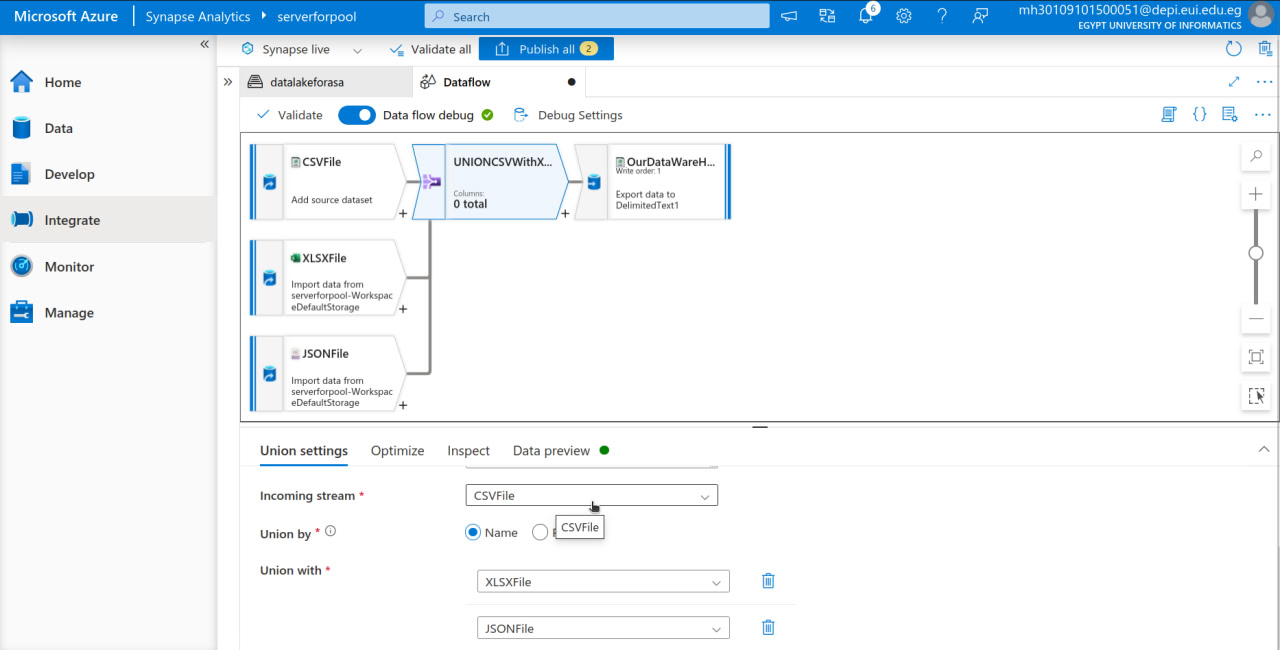 Microsoft Azure
Synapse Analytics
serverforpool
Search
6
mh30109101500051@depi.eui.edu.eg
EGYPT UNIVERSITY OF INFORMATICS
Home
Data
Develop
Integrate
Monitor
Manage
Synapse live
Validate all
Publish all 2
datalakeforasa
Dataflow
Validate
Data flow debug
Debug Settings
CSVFile
Add source dataset
UNIONCSVWithX...
Columns:
0 total
OurDataWareH...
Write order: 1
Export data to
DelimitedText1
XLSXFile
Import data from
serverforpool-Workspac
eDefaultStorage
JSONFile
Import data from
serverforpool-Workspac
eDefaultStorage
Union settings
Optimize
Inspect
Data preview
Incoming stream *
CSVFile
CSVFile
Union by *
Name
Union with *
XLSXFile
JSONFile